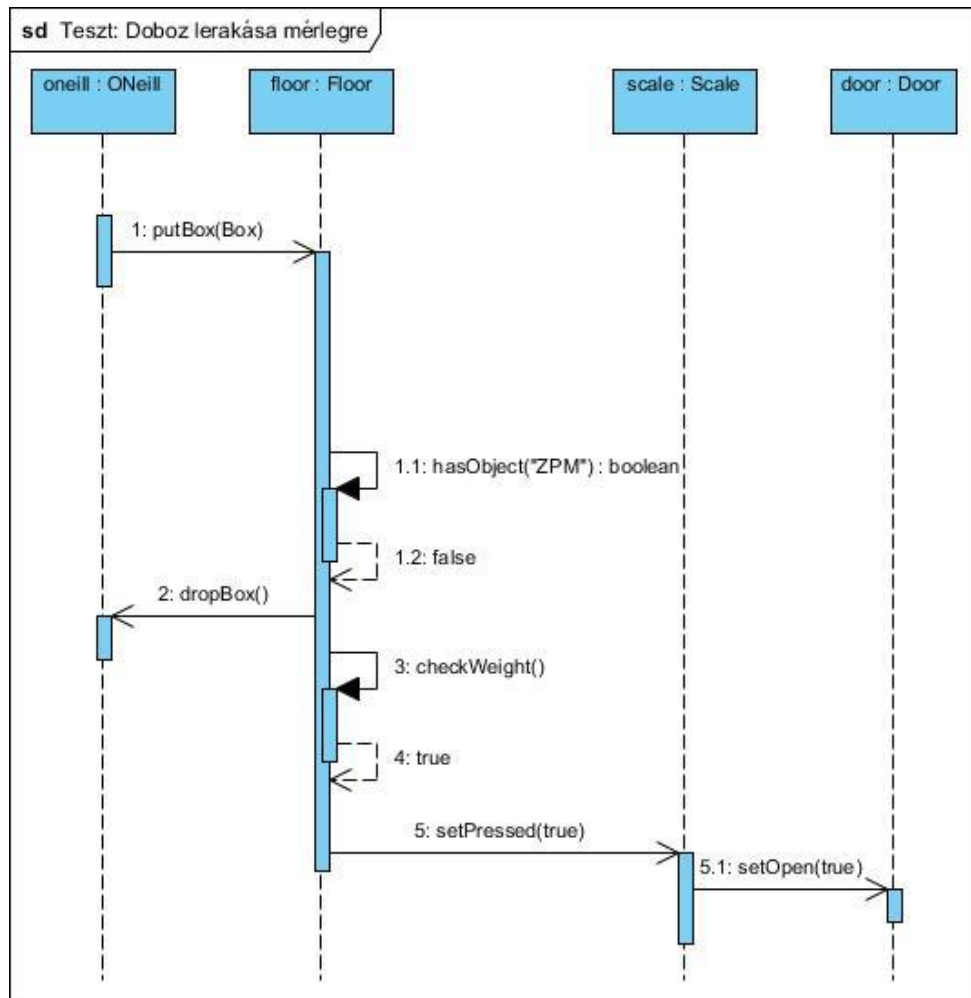 sd Teszt: Doboz lerakása mérlegre
oneill : ONeill
floor : Floor
scale : Scale
door : Door
1: putBox(Box)
1.1: hasObject("ZPM") : boolean
1.2: false
2: dropBox()
3: checkWeight()
4: true
5: setPressed(true)
5.1: setOpen(true)